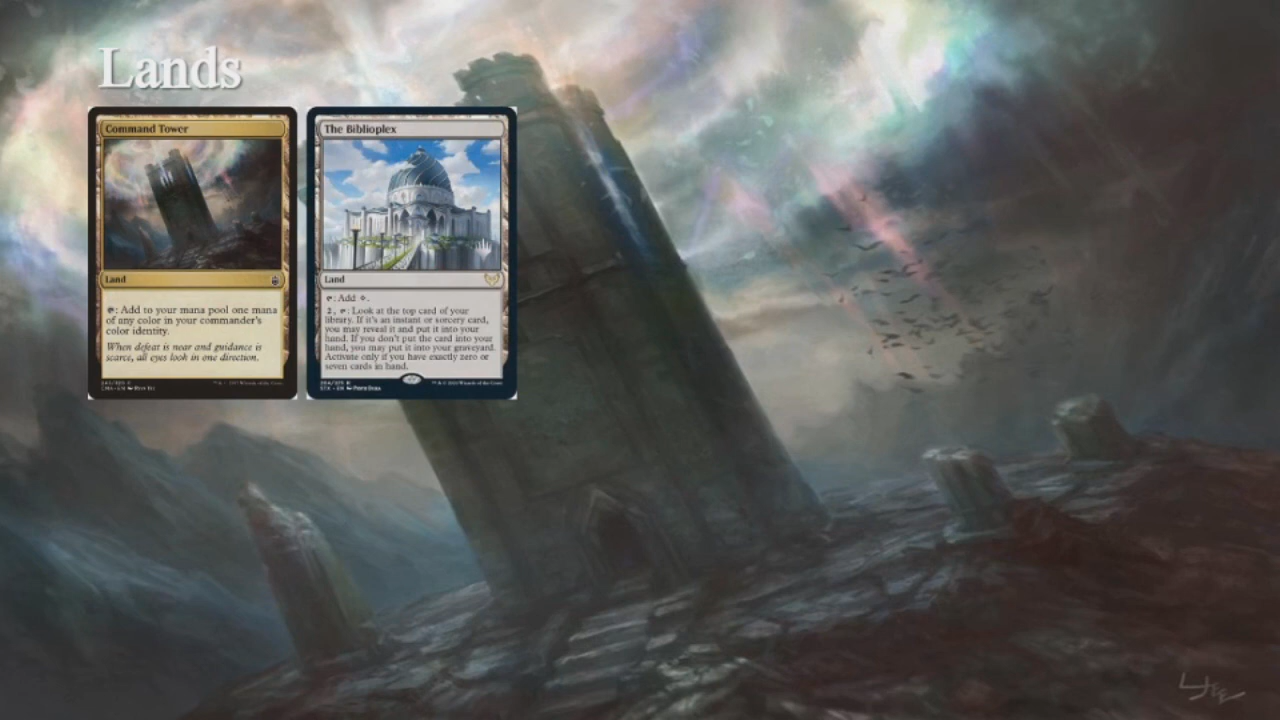 Lands
Command Tower
Land
: Add to your mana pool one mana
of any color in your commander's
color identity.
When defeat is near and guidance is
scarce, all eyes look in one direction.
The Biblioplex
Land
: Add
2, : Look at the top card of your
library. If it's an instant or sorcery card,
you may reveal it and put it into your
hand. If you don't put the card into your
hand, you may put it into your graveyard.
Activate only if you have exactly zero or
seven cards in hand.